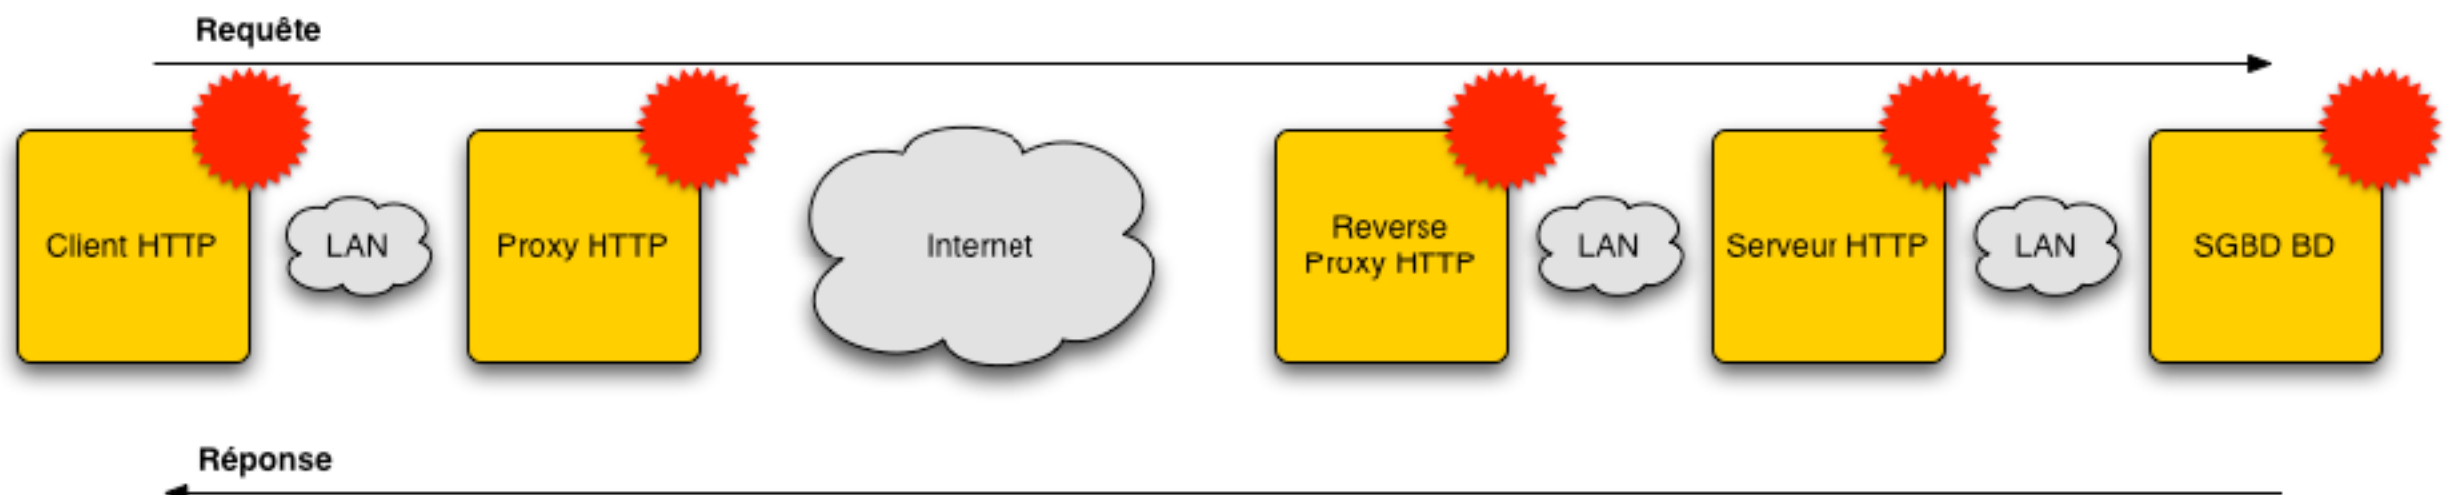 Requête
Client HTTP
LAN
Proxy HTTP
Internet
Reverse
Proxy HTTP
LAN
Serveur HTTP
LAN
SGBD BD
Réponse